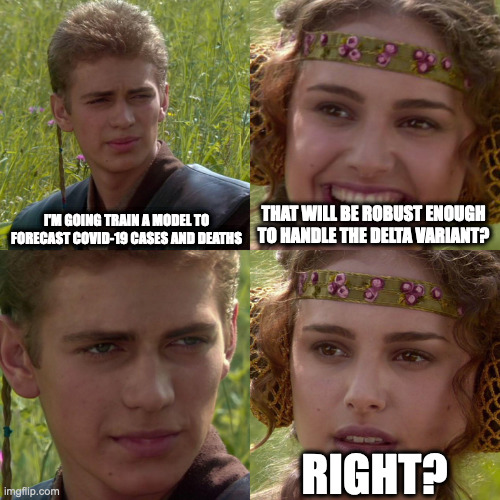 I'M GOING TRAIN A MODEL TO
FORECAST COVID-19 CASES AND DEATHS
THAT WILL BE ROBUST ENOUGH
TO HANDLE THE DELTA VARIANT?
RIGHT?
imgflip.com